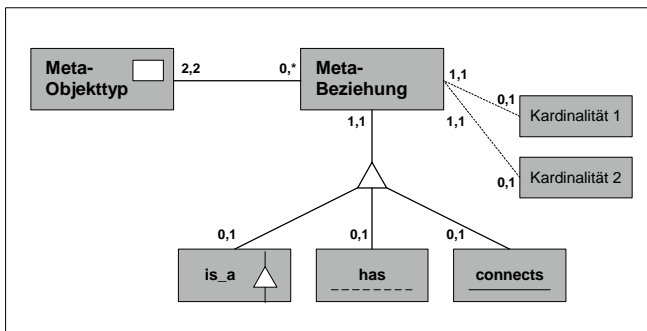 Meta-
Objekttyp
2,2
0,*
Meta-
Beziehung
1,1
0,1
Kardinalität 1
1,1
1,1
0,1
Kardinalität 2
0,1
0,1
0,1
is_a
has
connects